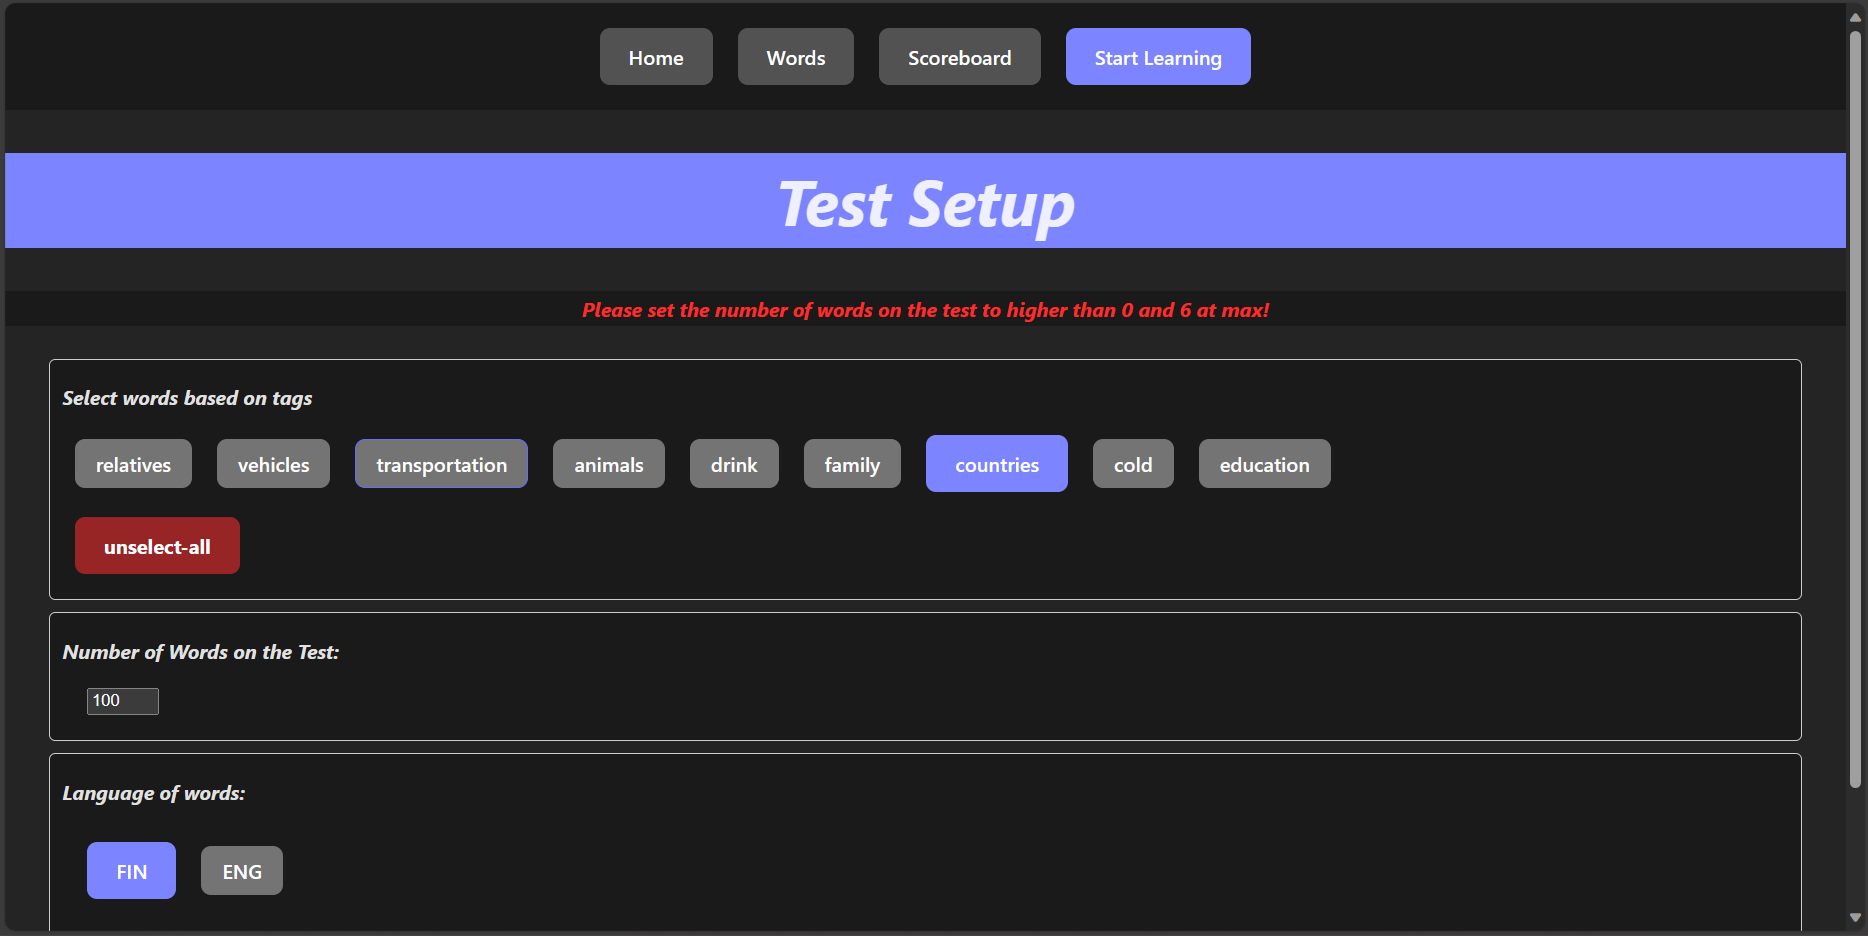 Home Words Scoreboard Start Learning
Test Setup
Please set the number of words on the test to higher than 0 and 6 at max!
Select words based on tags
relatives vehicles transportation animals drink family countries cold education
unselect-all
Number of Words on the Test:
100
Language of words:
FIN ENG